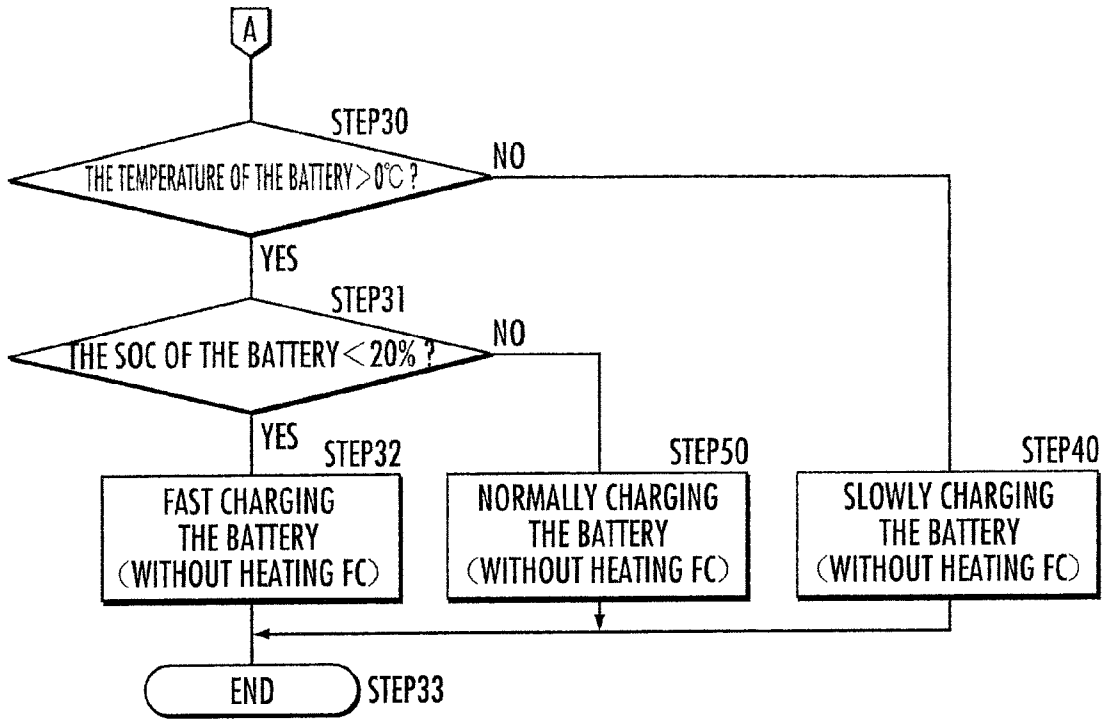 A
STEP30
THE TEMPERATURE OF THE BATTERY>0℃ ?
NO
YES
STEP31
THE SOC OF THE BATTERY<20% ?
NO
YES
STEP32
FAST CHARGING
THE BATTERY
(WITHOUT HEATING FC)
STEP50
NORMALLY CHARGING
THE BATTERY
(WITHOUT HEATING FC)
STEP40
SLOWLY CHARGING
THE BATTERY
(WITHOUT HEATING FC)
END
STEP33